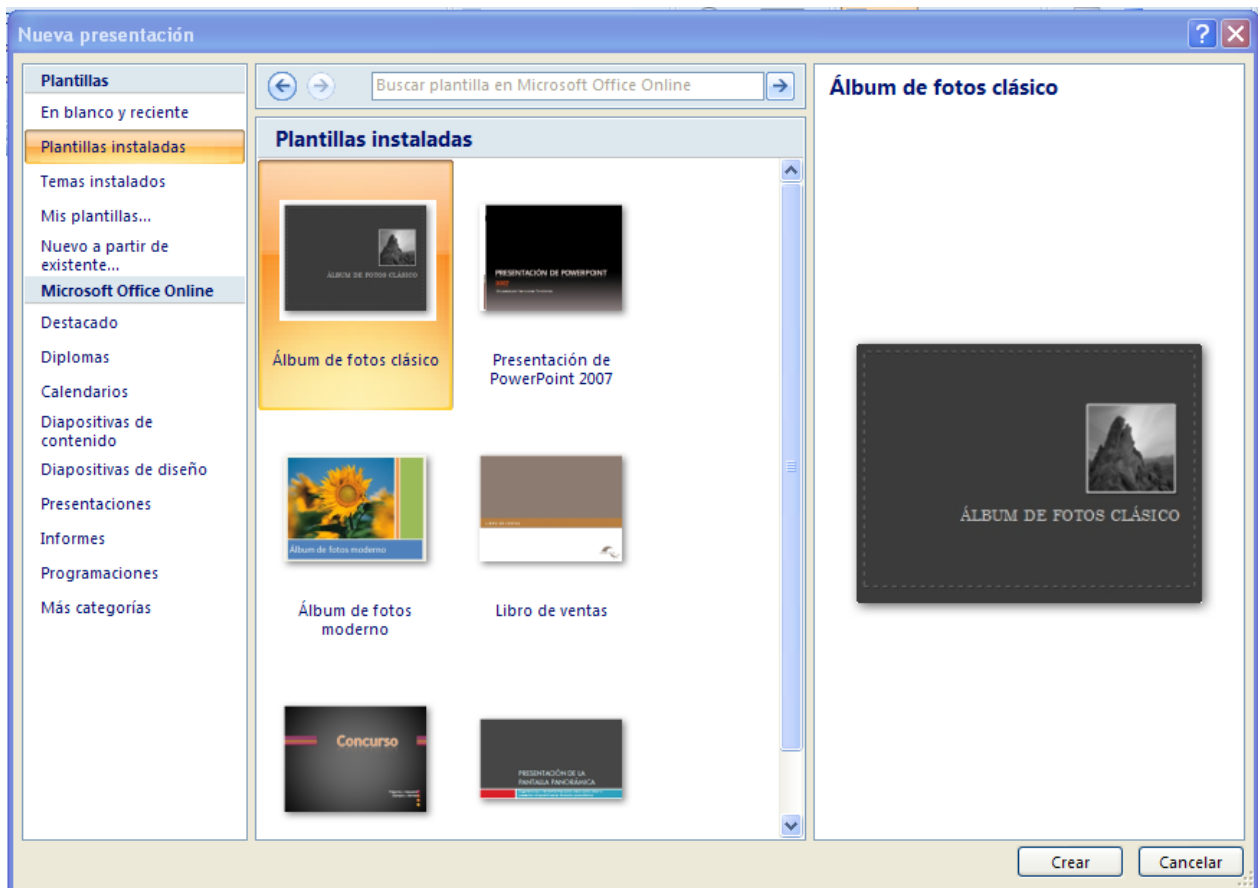 Nueva presentación
Plantillas
En blanco y reciente
Plantillas instaladas
Temas instalados
Mis plantillas...
Nuevo a partir de
existente...
Microsoft Office Online
Destacado
Diplomas
Calendarios
Diapositivas de
contenido
Diapositivas de diseño
Presentaciones
Informes
Programaciones
Más categorías
Buscar plantilla en Microsoft Office Online
Plantillas instaladas
ÁLBUM DE FOTOS CLÁSICO
Álbum de fotos clásico
PRESENTACIÓN DE POWERPOINT
2007
Presentación de
PowerPoint 2007
Álbum de fotos moderno
Álbum de fotos
moderno
LIBRO DE VENTAS
Libro de ventas
Concurso
PRESENTACIÓN DE LA
PANTALLA PANORÁMICA
Álbum de fotos clásico
ÁLBUM DE FOTOS CLÁSICO
Crear
Cancelar